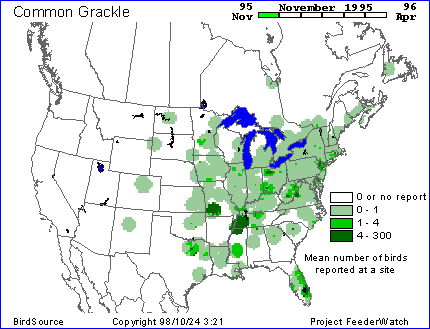 Common Grackle
95 November 1995 96
Nov Apr
0 or no report
0 - 1
1 - 4
4 - 300
Mean number of birds
reported at a site
BirdSource Copyright 98/10/24 3:21 Project FeederWatch